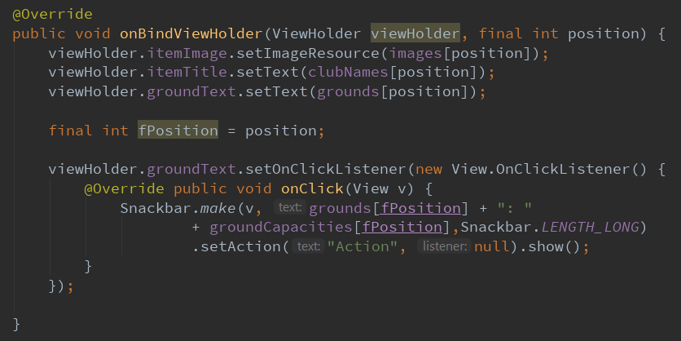 @Override
public void onBindViewHolder(ViewHolder viewHolder, final int position) {
viewHolder.itemImage.setImageResource(images[position]);
viewHolder.itemTitle.setText(clubNames[position]);
viewHolder.groundText.setText(grounds[position]);
final int fPosition = position;
viewHolder.groundText.setOnClickListener(new View.OnClickListener() {
@Override public void onClick(View v) {
Snackbar.make(v, text: grounds[fPosition] + ": "
+ groundCapacities[fPosition],Snackbar.LENGTH_LONG)
.setAction( text: "Action", listener: null).show();
}
});
}